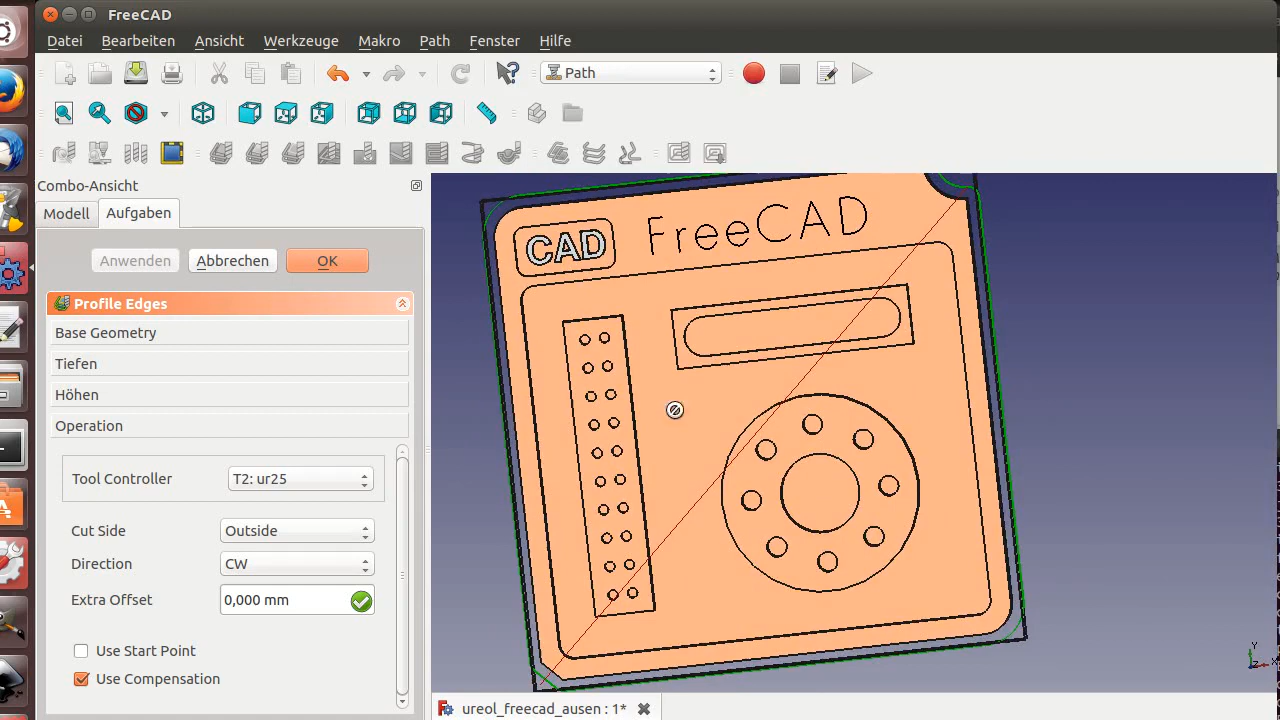 FreeCAD
Datei Bearbeiten Ansicht Werkzeuge Makro Path Fenster Hilfe
Path
Combo-Ansicht
Modell Aufgaben
Anwenden Abbrechen OK
Profile Edges
Base Geometry
Tiefen
Höhen
Operation
Tool Controller T2: ur25
Cut Side Outside
Direction CW
Extra Offset 0,000 mm
Use Start Point
Use Compensation
CAD FreeCAD
Y
Z X
ureol_freecad_ausen : 1*